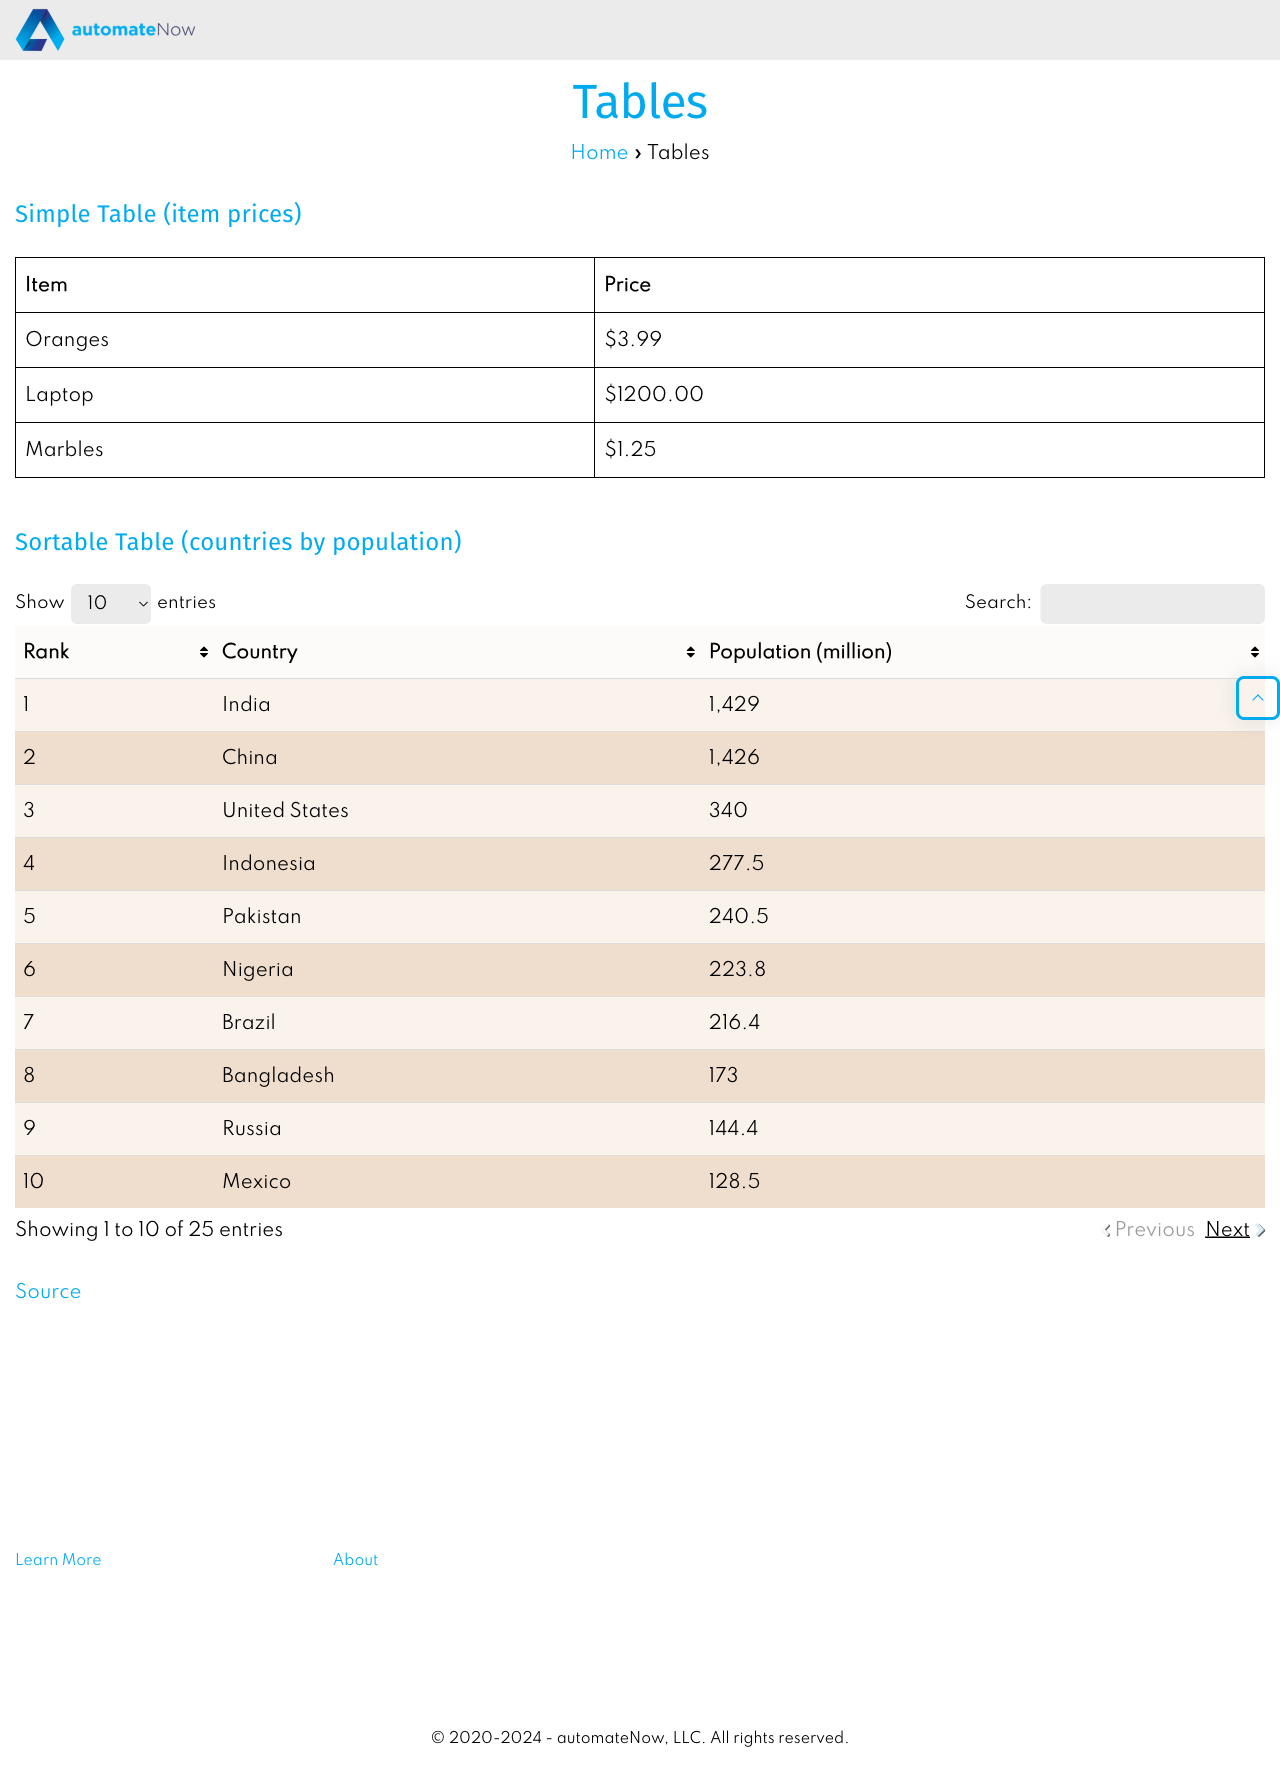 automateNow
Tables
Home › Tables
Simple Table (item prices)
Item Price
Oranges $3.99
Laptop $1200.00
Marbles $1.25
Sortable Table (countries by population)
Show 10 entries Search:
Rank Country Population (million)
1 India 1,429
2 China 1,426
3 United States 340
4 Indonesia 277.5
5 Pakistan 240.5
6 Nigeria 223.8
7 Brazil 216.4
8 Bangladesh 173
9 Russia 144.4
10 Mexico 128.5
Showing 1 to 10 of 25 entries Previous Next
Source
Learn More About
© 2020-2024 - automateNow, LLC. All rights reserved.